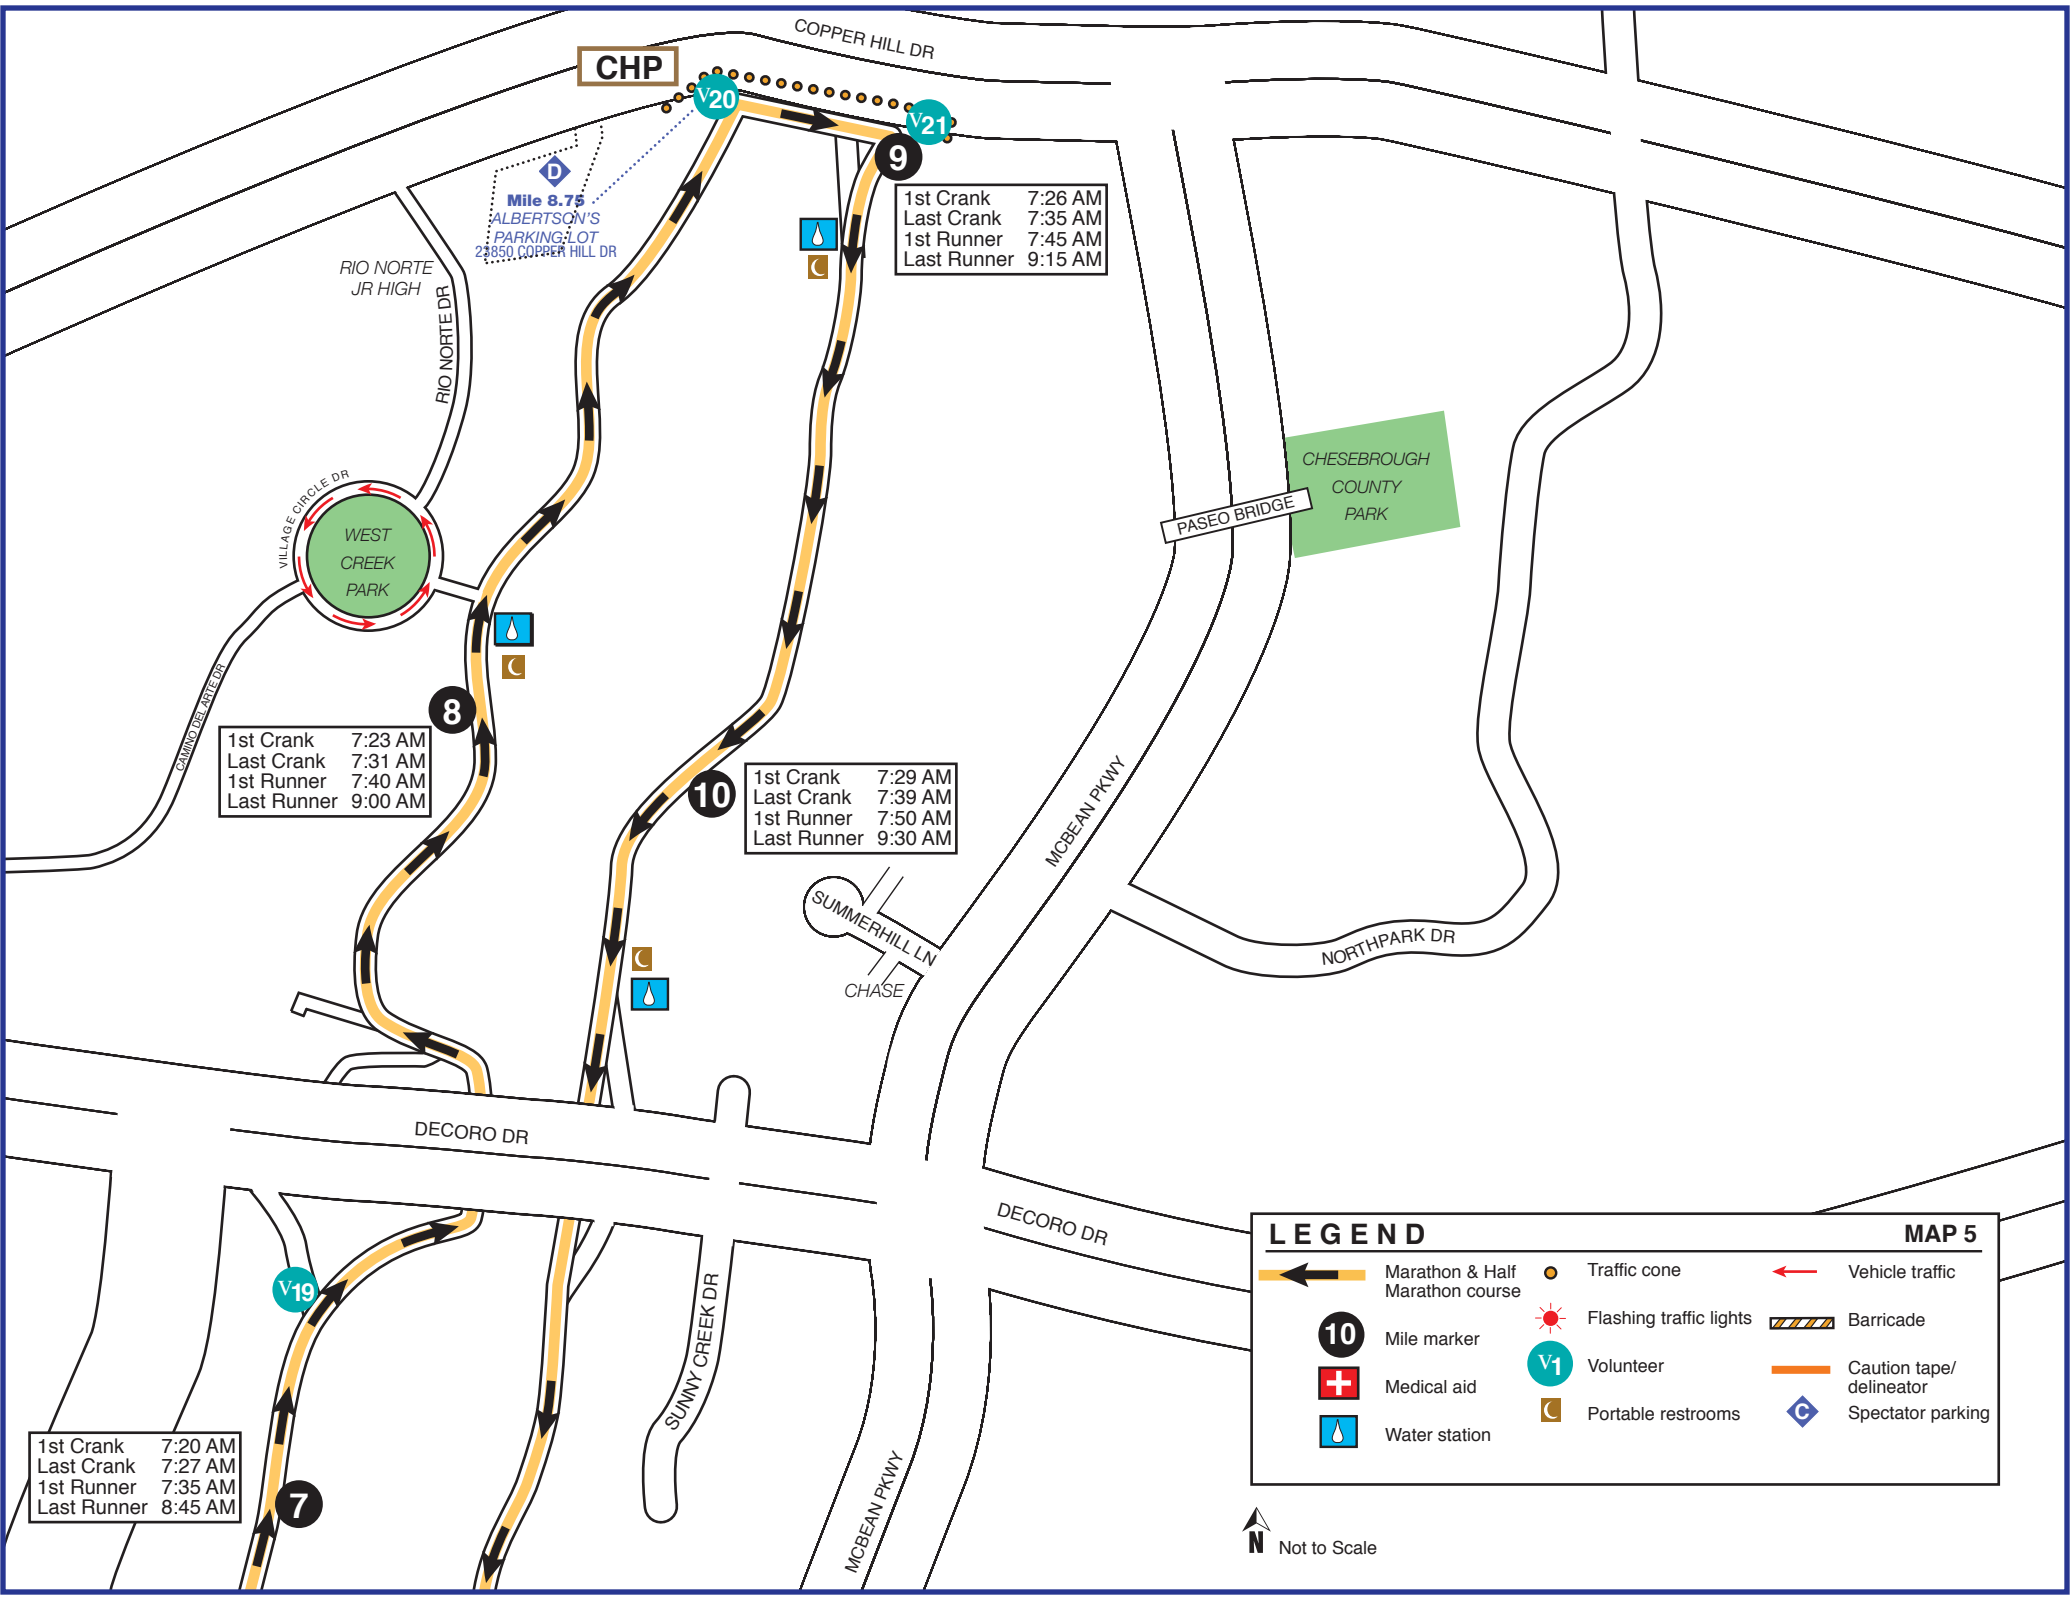 COPPER HILL DR
CHP
V20
V21
9
D
Mile 8.75
ALBERTSON'S
PARKING LOT
23850 COPPER HILL DR
1st Crank 7:26 AM
Last Crank 7:35 AM
1st Runner 7:45 AM
Last Runner 9:15 AM
RIO NORTE
JR HIGH
RIO NORTE DR
VILLAGE CIRCLE DR
WEST
CREEK
PARK
CHESEBROUGH
COUNTY
PARK
PASEO BRIDGE
CAMINO DEL ARTE DR
8
1st Crank 7:23 AM
Last Crank 7:31 AM
1st Runner 7:40 AM
Last Runner 9:00 AM
10
1st Crank 7:29 AM
Last Crank 7:39 AM
1st Runner 7:50 AM
Last Runner 9:30 AM
MCBEAN PKWY
SUMMERHILL LN
CHASE
NORTHPARK DR
DECORO DR
DECORO DR
V19
SUNNY CREEK DR
MCBEAN PKWY
7
1st Crank 7:20 AM
Last Crank 7:27 AM
1st Runner 7:35 AM
Last Runner 8:45 AM
LEGEND
MAP 5
Marathon & Half
Marathon course
10
Mile marker
Medical aid
Water station
Traffic cone
Flashing traffic lights
V1
Volunteer
Portable restrooms
Vehicle traffic
Barricade
Caution tape/
delineator
C
Spectator parking
N
Not to Scale